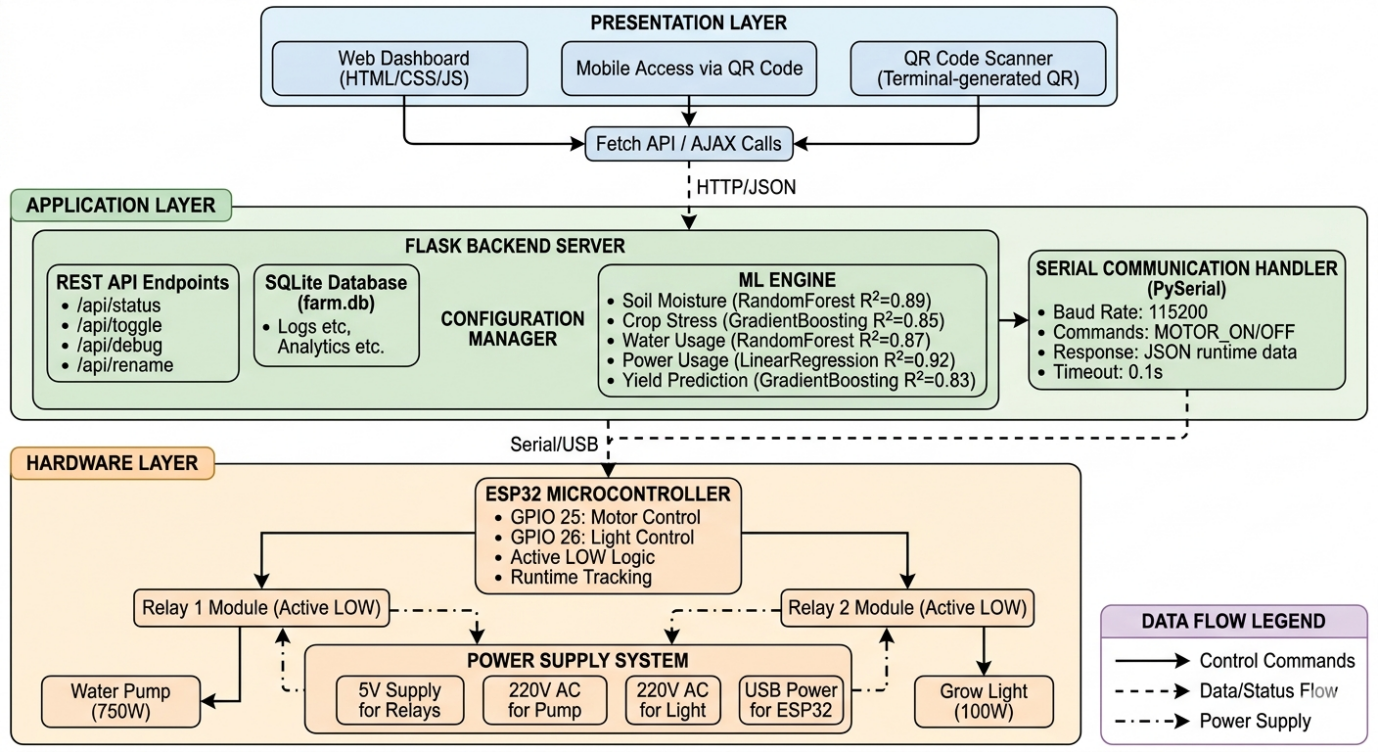 PRESENTATION LAYER
Web Dashboard
(HTML/CSS/JS)
Mobile Access via QR Code
QR Code Scanner
(Terminal-generated QR)
Fetch API / AJAX Calls
HTTP/JSON
APPLICATION LAYER
FLASK BACKEND SERVER
REST API Endpoints
• /api/status
• /api/toggle
• /api/debug
• /api/rename
SQLite Database
(farm.db)
• Logs etc,
Analytics etc.
CONFIGURATION
MANAGER
ML ENGINE
• Soil Moisture (RandomForest R²=0.89)
• Crop Stress (GradientBoosting R²=0.85)
• Water Usage (RandomForest R²=0.87)
• Power Usage (LinearRegression R²=0.92)
• Yield Prediction (GradientBoosting R²=0.83)
SERIAL COMMUNICATION HANDLER
(PySerial)
• Baud Rate: 115200
• Commands: MOTOR_ON/OFF
• Response: JSON runtime data
• Timeout: 0.1s
Serial/USB
HARDWARE LAYER
ESP32 MICROCONTROLLER
• GPIO 25: Motor Control
• GPIO 26: Light Control
• Active LOW Logic
• Runtime Tracking
Relay 1 Module (Active LOW)
Relay 2 Module (Active LOW)
POWER SUPPLY SYSTEM
5V Supply
for Relays
220V AC
for Pump
220V AC
for Light
USB Power
for ESP32
Water Pump
(750W)
Grow Light
(100W)
DATA FLOW LEGEND
Control Commands
Data/Status Flow
Power Supply